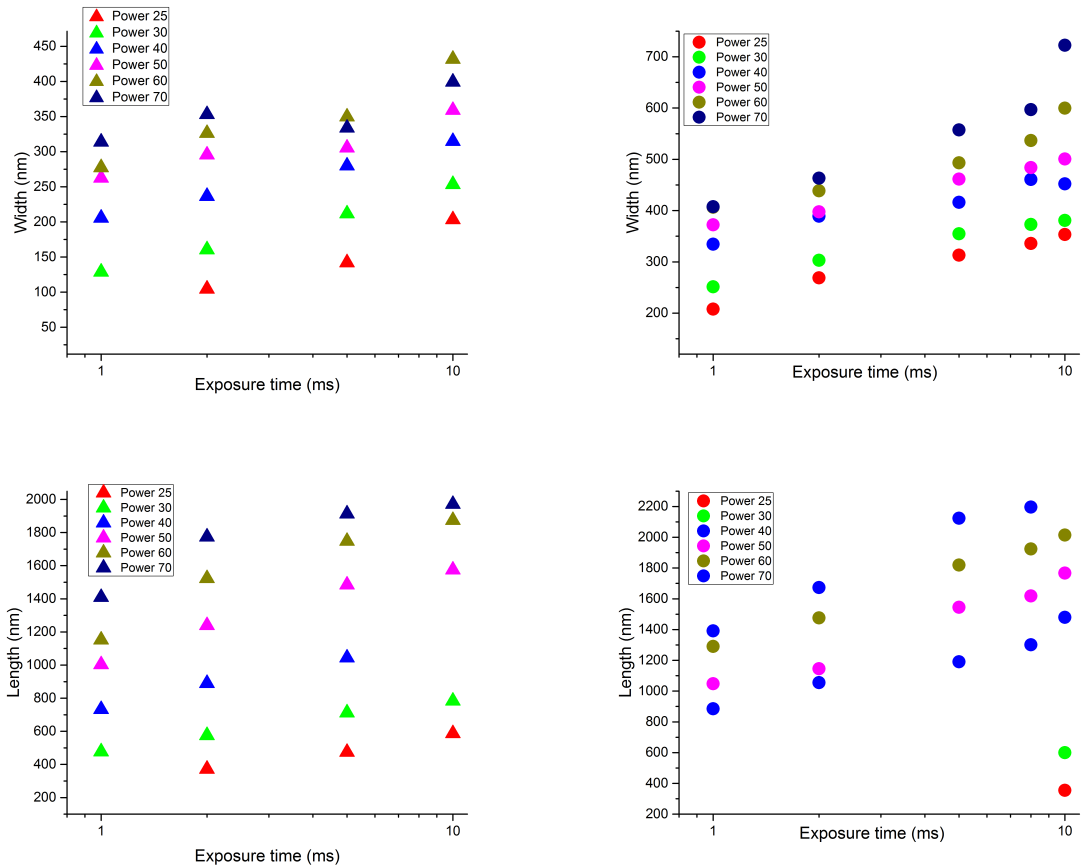 Power 25
Power 30
Power 40
Power 50
Power 60
Power 70
450
400
350
300
250
200
150
100
50
Width (nm)
1
10
Exposure time (ms)
Power 25
Power 30
Power 40
Power 50
Power 60
Power 70
700
600
500
400
300
200
Width (nm)
1
10
Exposure time (ms)
Power 25
Power 30
Power 40
Power 50
Power 60
Power 70
2000
1800
1600
1400
1200
1000
800
600
400
200
Length (nm)
1
10
Exposure time (ms)
Power 25
Power 30
Power 40
Power 50
Power 60
Power 70
2200
2000
1800
1600
1400
1200
1000
800
600
400
200
Length (nm)
1
10
Exposure time (ms)